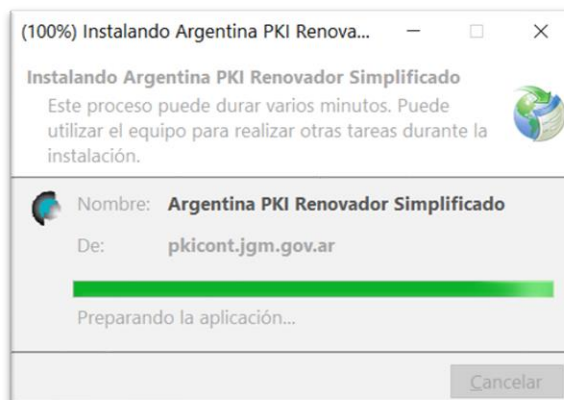 (100%) Instalando Argentina PKI Renova...
Instalando Argentina PKI Renovador Simplificado
Este proceso puede durar varios minutos. Puede
utilizar el equipo para realizar otras tareas durante la
instalación.
Nombre: Argentina PKI Renovador Simplificado
De: pkicont.jgm.gov.ar
Preparando la aplicación...
Cancelar